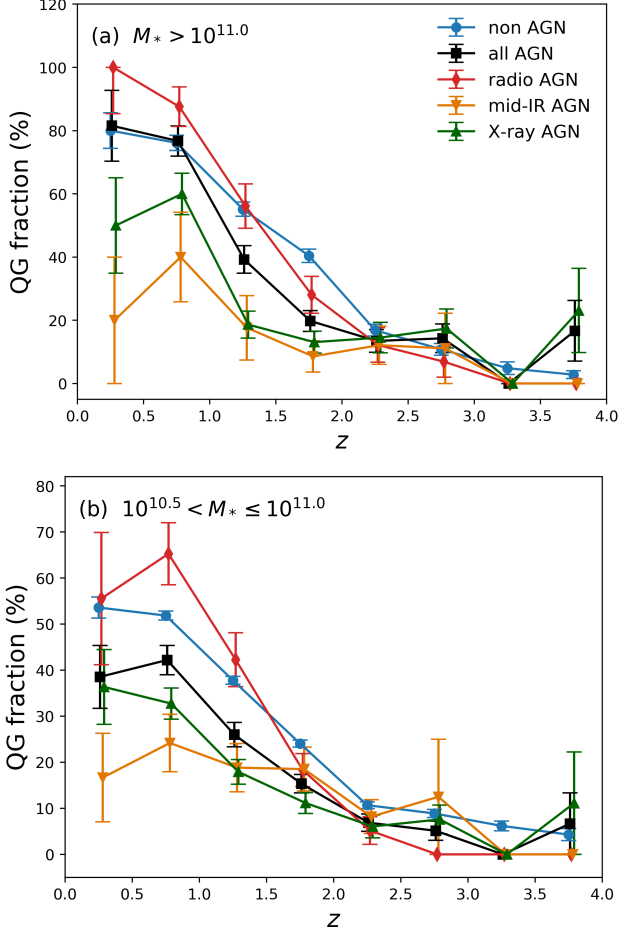 120
100
80
60
40
20
0
QG fraction (%)
(a) M* > 10^11.0
non AGN
all AGN
radio AGN
mid-IR AGN
X-ray AGN
0.0 0.5 1.0 1.5 2.0 2.5 3.0 3.5 4.0
z
80
70
60
50
40
30
20
10
0
QG fraction (%)
(b) 10^10.5 < M* ≤ 10^11.0
0.0 0.5 1.0 1.5 2.0 2.5 3.0 3.5 4.0
z